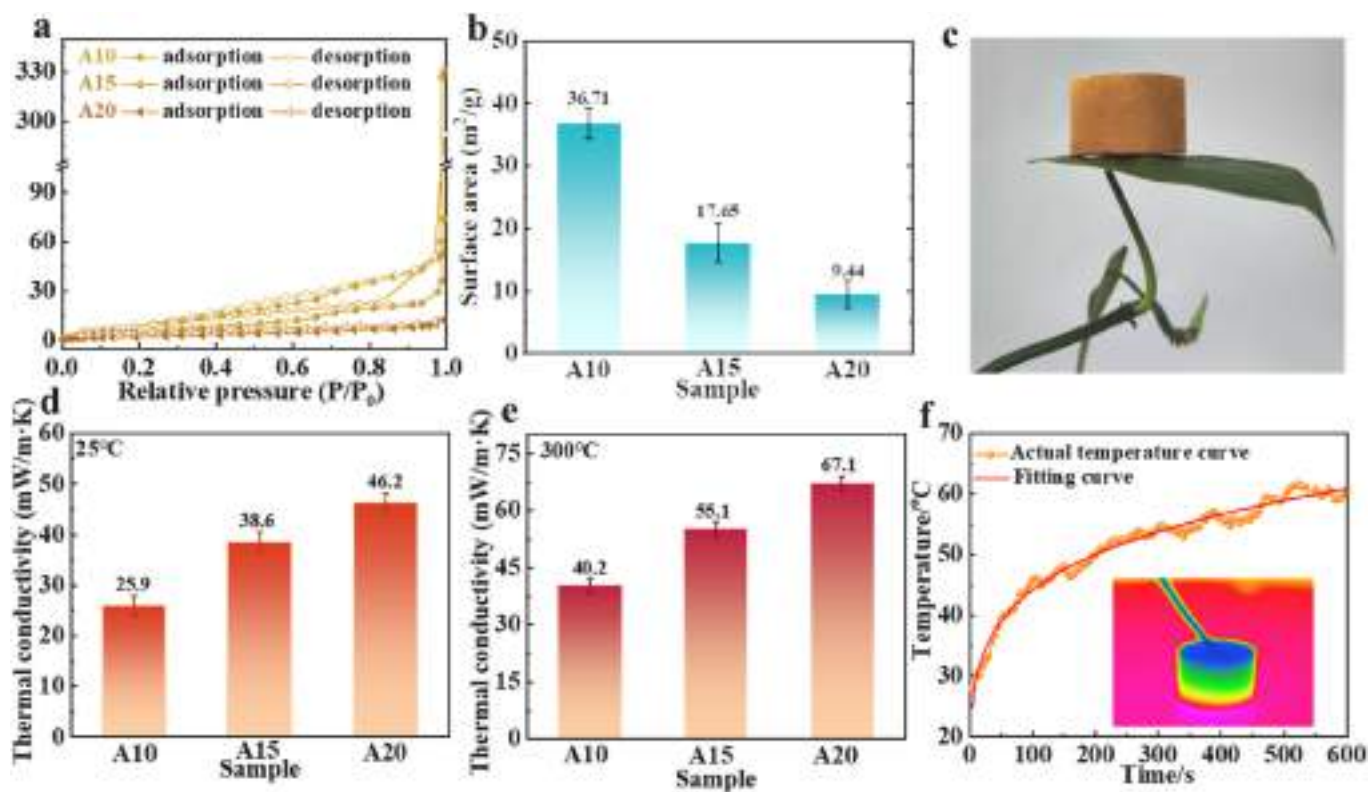 a
A10 adsorption desorption
A15 adsorption desorption
A20 adsorption desorption
330
300
90
60
30
0
0.0 0.2 0.4 0.6 0.8 1.0
Relative pressure (P/P0)
b
Surface area (m²/g)
50
40
30
20
10
0
36.71
17.65
9.44
A10 A15 A20
Sample
c
d
Thermal conductivity (mW/m·K)
60
50
40
30
20
10
0
25°C
25.9
38.6
46.2
A10 A15 A20
Sample
e
Thermal conductivity (mW/m·K)
75
60
45
30
15
0
300°C
40.2
55.1
67.1
A10 A15 A20
Sample
f
Temperature/°C
70
60
50
40
30
20
Actual temperature curve
Fitting curve
0 100 200 300 400 500 600
Time/s